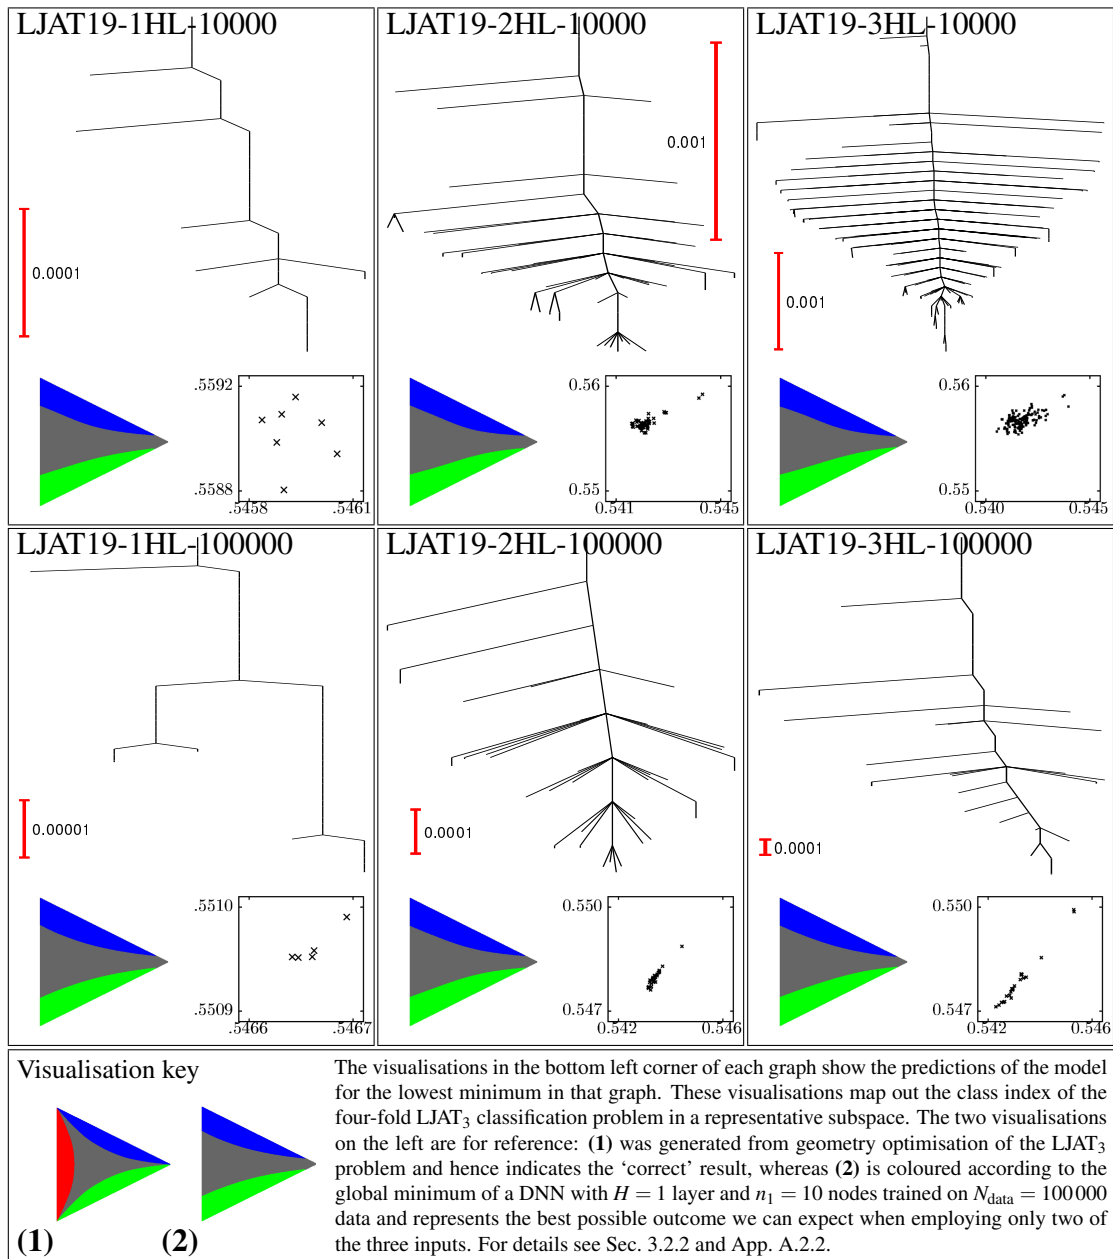 LJAT19-1HL-10000
0.0001
.5592
.5588
.5458
.5461
LJAT19-2HL-10000
0.001
0.56
0.55
0.541
0.545
LJAT19-3HL-10000
0.001
0.56
0.55
0.540
0.545
LJAT19-1HL-100000
0.00001
.5510
.5509
.5466
.5467
LJAT19-2HL-100000
0.0001
0.550
0.547
0.542
0.546
LJAT19-3HL-100000
0.0001
0.550
0.547
0.542
0.546
Visualisation key
(1)
(2)
The visualisations in the bottom left corner of each graph show the predictions of the model
for the lowest minimum in that graph. These visualisations map out the class index of the
four-fold LJAT₃ classification problem in a representative subspace. The two visualisations
on the left are for reference: (1) was generated from geometry optimisation of the LJAT₃
problem and hence indicates the ‘correct’ result, whereas (2) is coloured according to the
global minimum of a DNN with H = 1 layer and n₁ = 10 nodes trained on N_data = 100 000
data and represents the best possible outcome we can expect when employing only two of
the three inputs. For details see Sec. 3.2.2 and App. A.2.2.